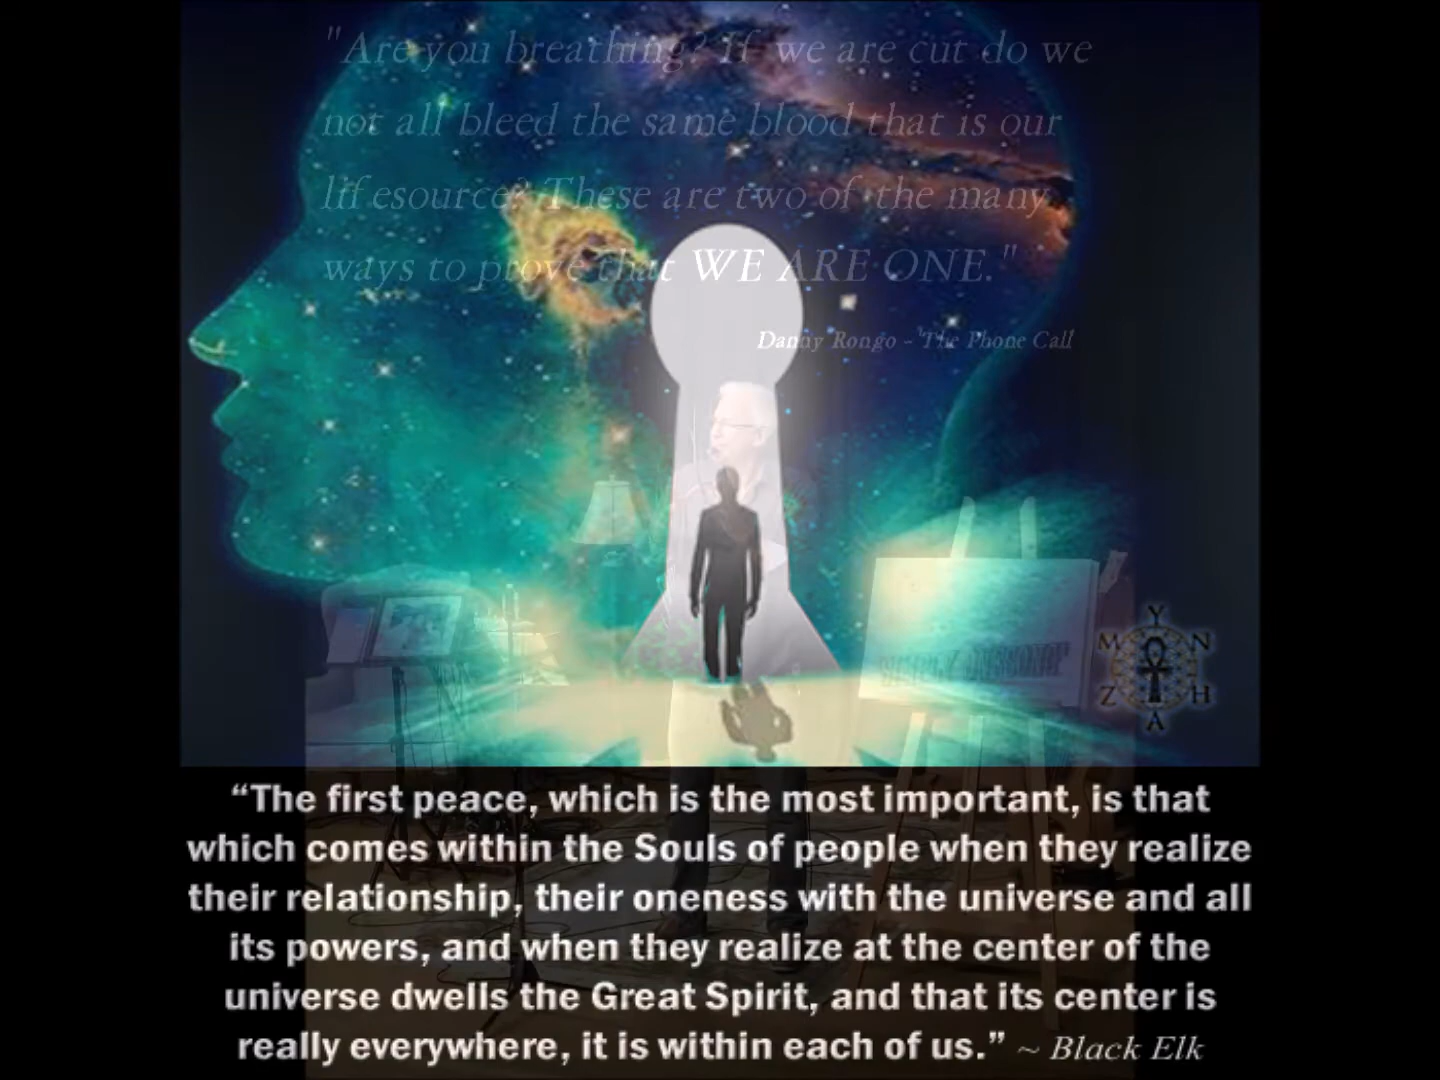 "Are you breathing? If we are cut do we
not all bleed the same blood that is our
lifesource? These are two of the many
ways to prove that WE ARE ONE."
Danny Rongo - "The Phone Call
Y
M N
Z H
A
“The first peace, which is the most important, is that
which comes within the Souls of people when they realize
their relationship, their oneness with the universe and all
its powers, and when they realize at the center of the
universe dwells the Great Spirit, and that its center is
really everywhere, it is within each of us.” ~ Black Elk